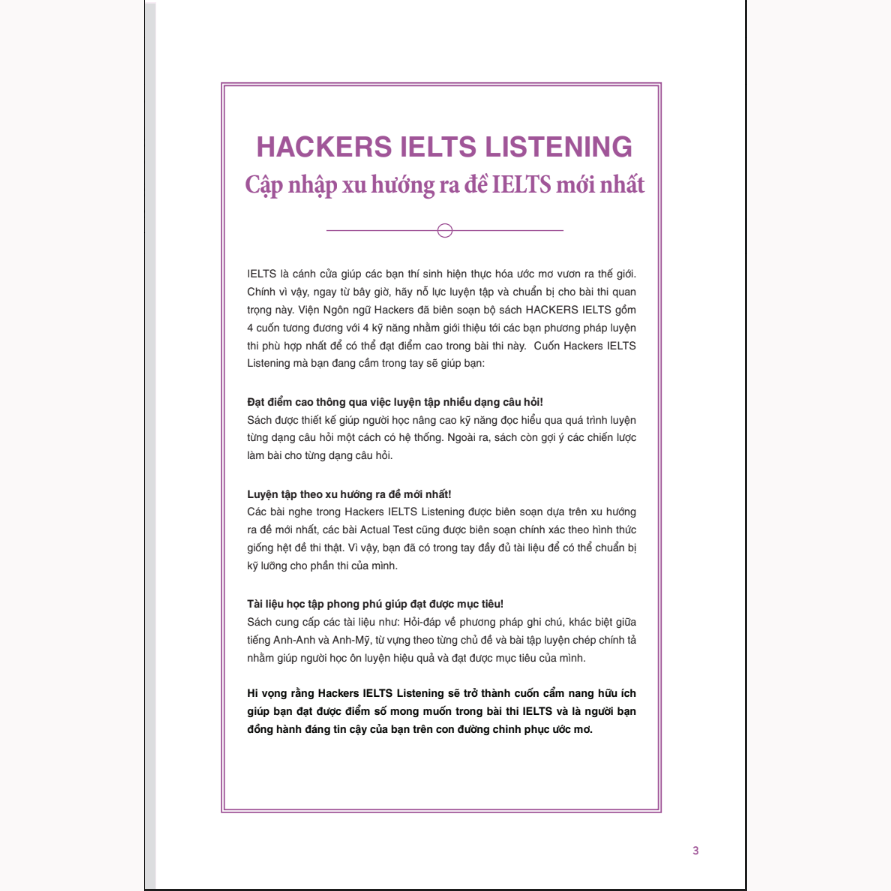 HACKERS IELTS LISTENING
Cập nhập xu hướng ra đề IELTS mới nhất
IELTS là cánh cửa giúp các bạn thí sinh hiện thực hóa ước mơ vươn ra thế giới.
Chính vì vậy, ngay từ bây giờ, hãy nỗ lực luyện tập và chuẩn bị cho bài thi quan
trọng này. Viện Ngôn ngữ Hackers đã biên soạn bộ sách HACKERS IELTS gồm
4 cuốn tương đương với 4 kỹ năng nhằm giới thiệu tới các bạn phương pháp luyện
thi phù hợp nhất để có thể đạt điểm cao trong bài thi này. Cuốn Hackers IELTS
Listening mà bạn đang cầm trong tay sẽ giúp bạn:
Đạt điểm cao thông qua việc luyện tập nhiều dạng câu hỏi!
Sách được thiết kế giúp người học nâng cao kỹ năng đọc hiểu qua quá trình luyện
từng dạng câu hỏi một cách có hệ thống. Ngoài ra, sách còn gợi ý các chiến lược
làm bài cho từng dạng câu hỏi.
Luyện tập theo xu hướng ra đề mới nhất!
Các bài nghe trong Hackers IELTS Listening được biên soạn dựa trên xu hướng
ra đề mới nhất, các bài Actual Test cũng được biên soạn chính xác theo hình thức
giống hệt đề thi thật. Vì vậy, bạn đã có trong tay đầy đủ tài liệu để có thể chuẩn bị
kỹ lưỡng cho phần thi của mình.
Tài liệu học tập phong phú giúp đạt được mục tiêu!
Sách cung cấp các tài liệu như: Hỏi-đáp về phương pháp ghi chú, khác biệt giữa
tiếng Anh-Anh và Anh-Mỹ, từ vựng theo từng chủ đề và bài tập luyện chép chính tả
nhằm giúp người học ôn luyện hiệu quả và đạt được mục tiêu của mình.
Hi vọng rằng Hackers IELTS Listening sẽ trở thành cuốn cẩm nang hữu ích
giúp bạn đạt được điểm số mong muốn trong bài thi IELTS và là người bạn
đồng hành đáng tin cậy của bạn trên con đường chinh phục ước mơ.
3